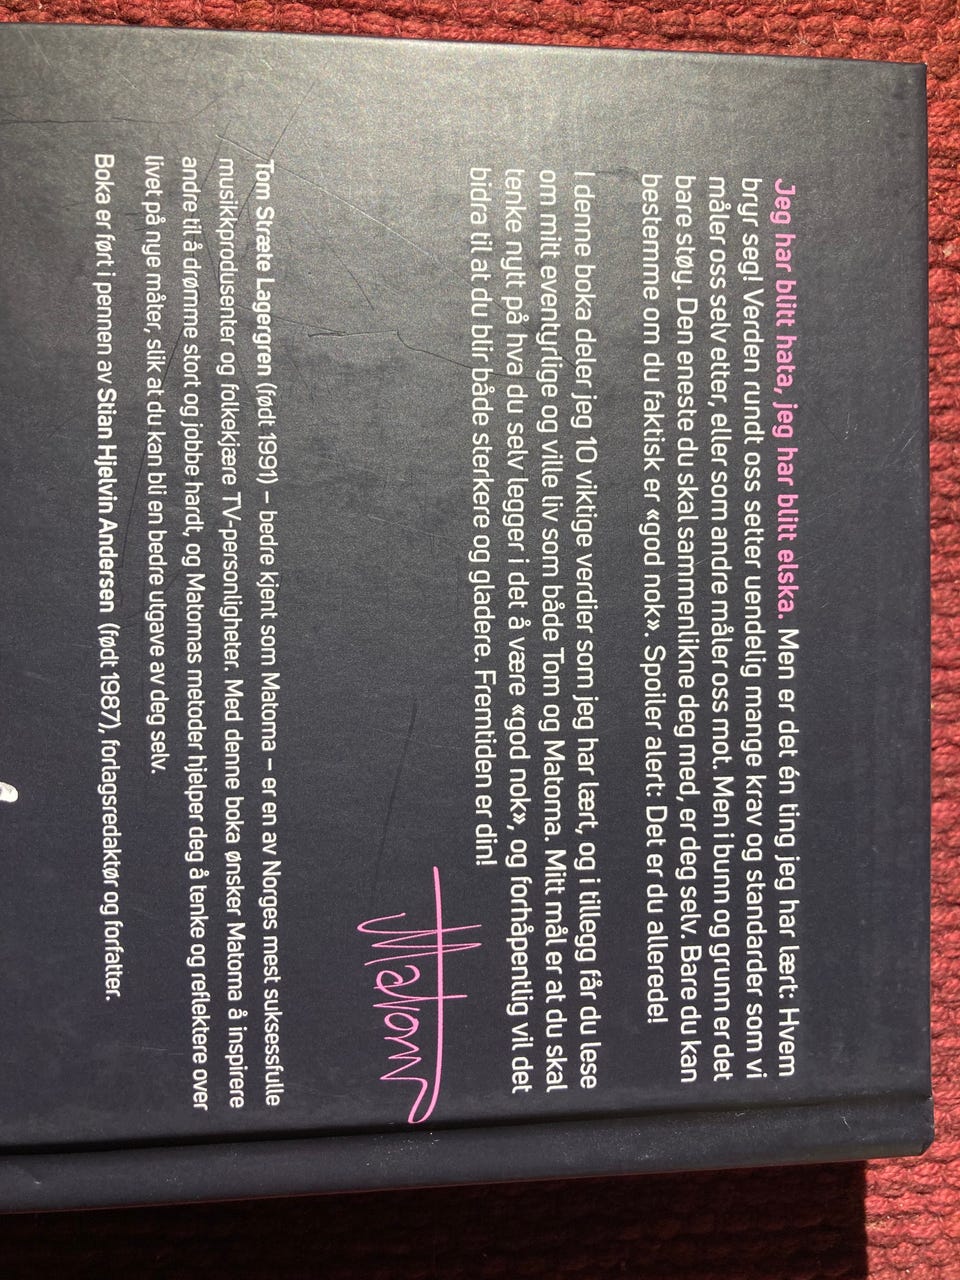 Jeg har blitt hata, jeg har blitt elska. Men er det én ting jeg har lært: Hvem
bryr seg! Verden rundt oss setter uendelig mange krav og standarder som vi
måler oss selv etter, eller som andre måler oss mot. Men i bunn og grunn er det
bare støy. Den eneste du skal sammenlikne deg med, er deg selv. Bare du kan
bestemme om du faktisk er «god nok». Spoiler alert: Det er du allerede!
I denne boka deler jeg 10 viktige verdier som jeg har lært, og i tillegg får du lese
om mitt eventyrlige og ville liv som både Tom og Matoma. Mitt mål er at du skal
tenke nytt på hva du selv legger i det å være «god nok», og forhåpentlig vil det
bidra til at du blir både sterkere og gladere. Fremtiden er din!
Matoma
Tom Stræte Lagergren (født 1991) – bedre kjent som Matoma – er en av Norges mest suksessfulle
musikkprodusenter og folkekjære TV-personligheter. Med denne boka ønsker Matoma å inspirere
andre til å drømme stort og jobbe hardt, og Matomas metoder hjelper deg å tenke og reflektere over
livet på nye måter, slik at du kan bli en bedre utgave av deg selv.
Boka er ført i pennen av Stian Hjelvin Andersen (født 1987), forlagsredaktør og forfatter.